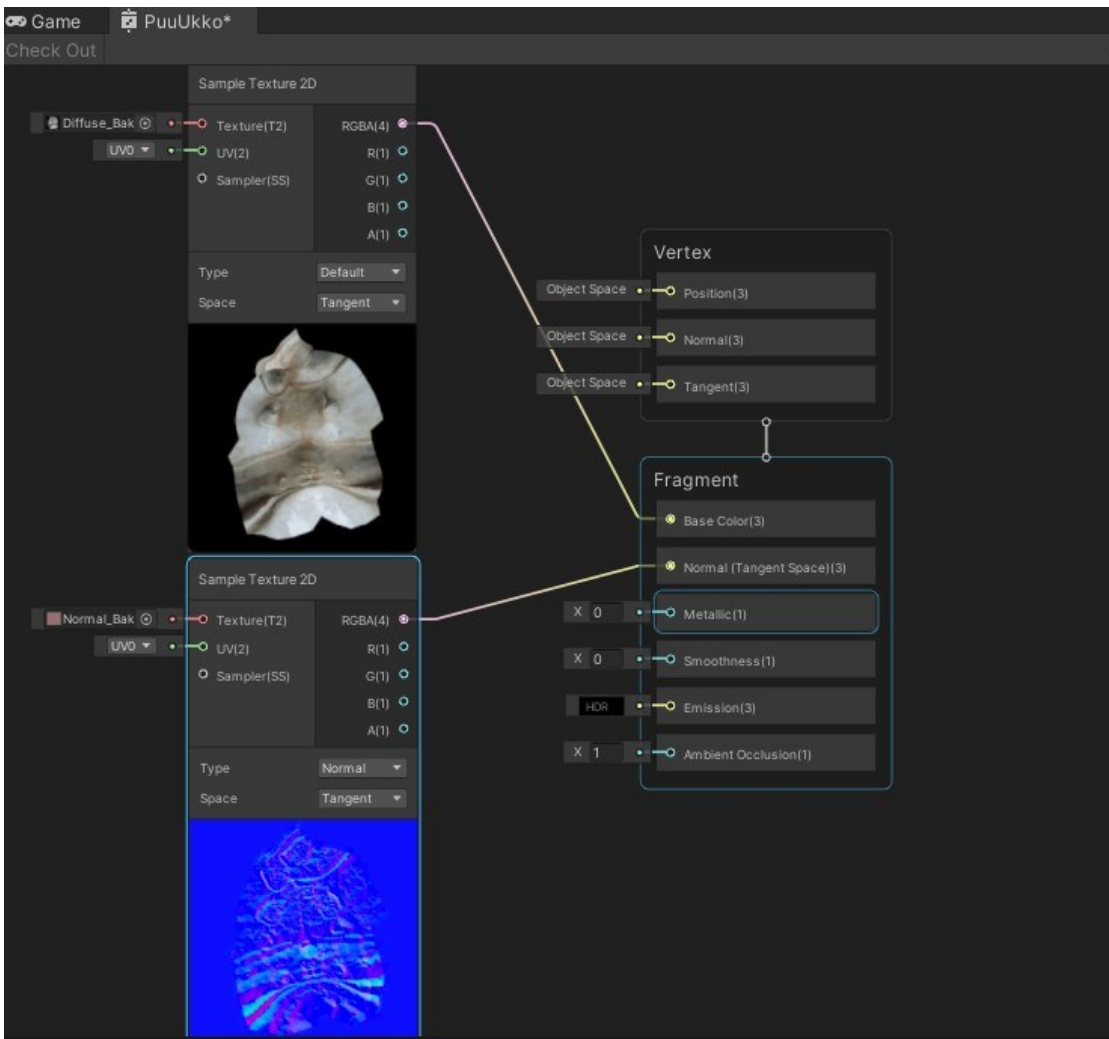 Game
PuuUkko*
Check Out
Sample Texture 2D
Diffuse_Bak
Texture(T2)
RGBA(4)
UV0
UV(2)
R(1)
Sampler(SS)
G(1)
B(1)
A(1)
Type
Default
Space
Tangent
Vertex
Object Space
Position(3)
Object Space
Normal(3)
Object Space
Tangent(3)
Fragment
Base Color(3)
Normal (Tangent Space)(3)
X 0
Metallic(1)
X 0
Smoothness(1)
HDR
Emission(3)
X 1
Ambient Occlusion(1)
Sample Texture 2D
Normal_Bak
Texture(T2)
RGBA(4)
UV0
UV(2)
R(1)
Sampler(SS)
G(1)
B(1)
A(1)
Type
Normal
Space
Tangent